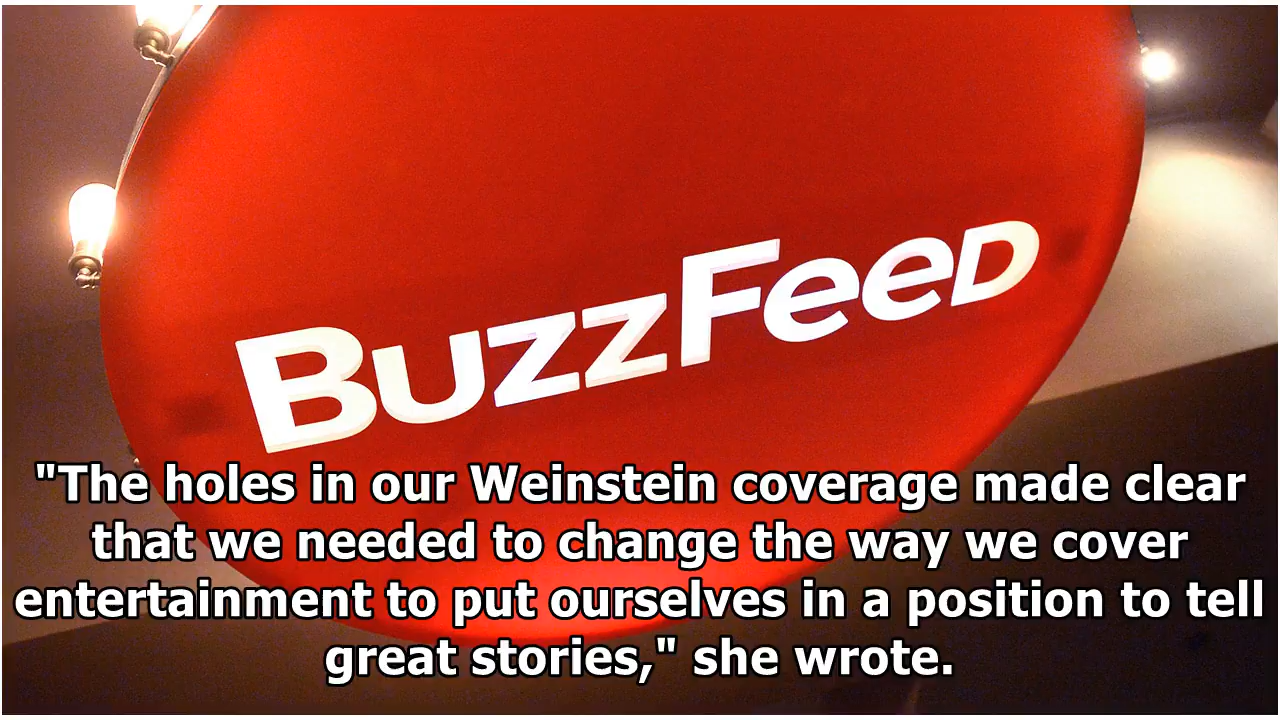 BuzzFeed
"The holes in our Weinstein coverage made clear
that we needed to change the way we cover
entertainment to put ourselves in a position to tell
great stories," she wrote.